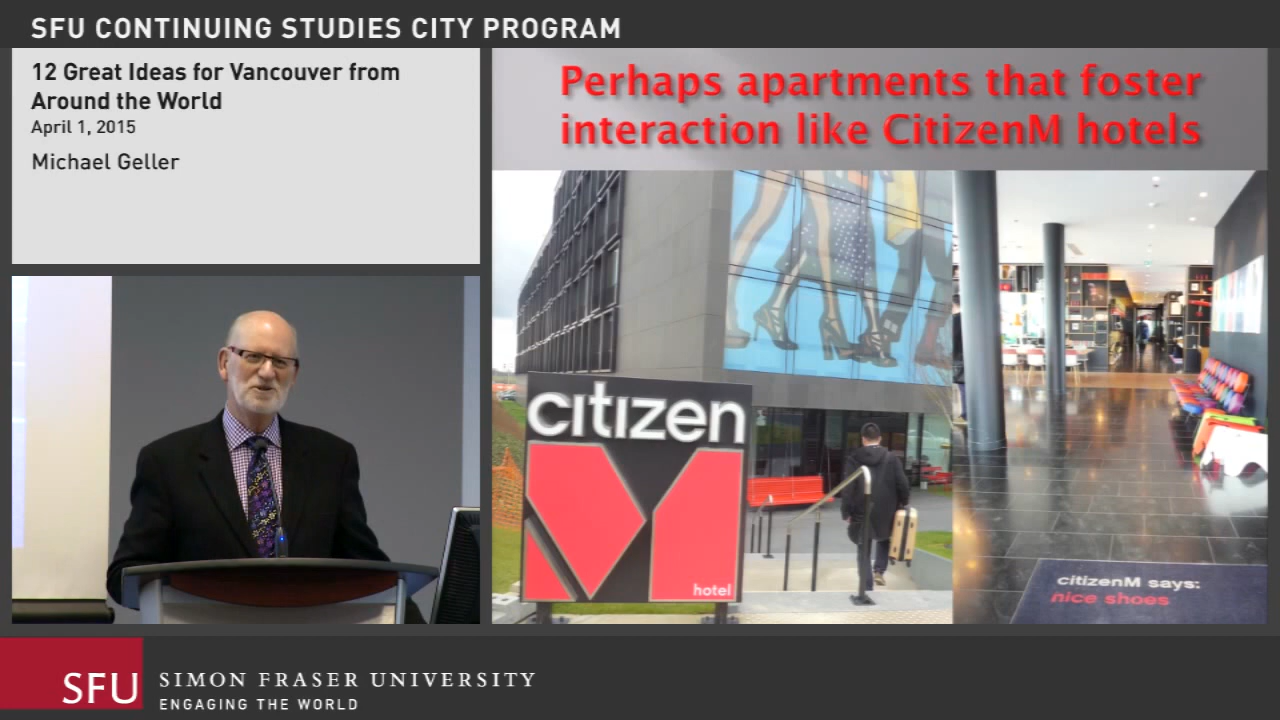 SFU CONTINUING STUDIES CITY PROGRAM
12 Great Ideas for Vancouver from
Around the World
April 1, 2015
Michael Geller
Perhaps apartments that foster
interaction like CitizenM hotels
citizen
M
hotel
citizenM says:
nice shoes
SFU
SIMON FRASER UNIVERSITY
ENGAGING THE WORLD